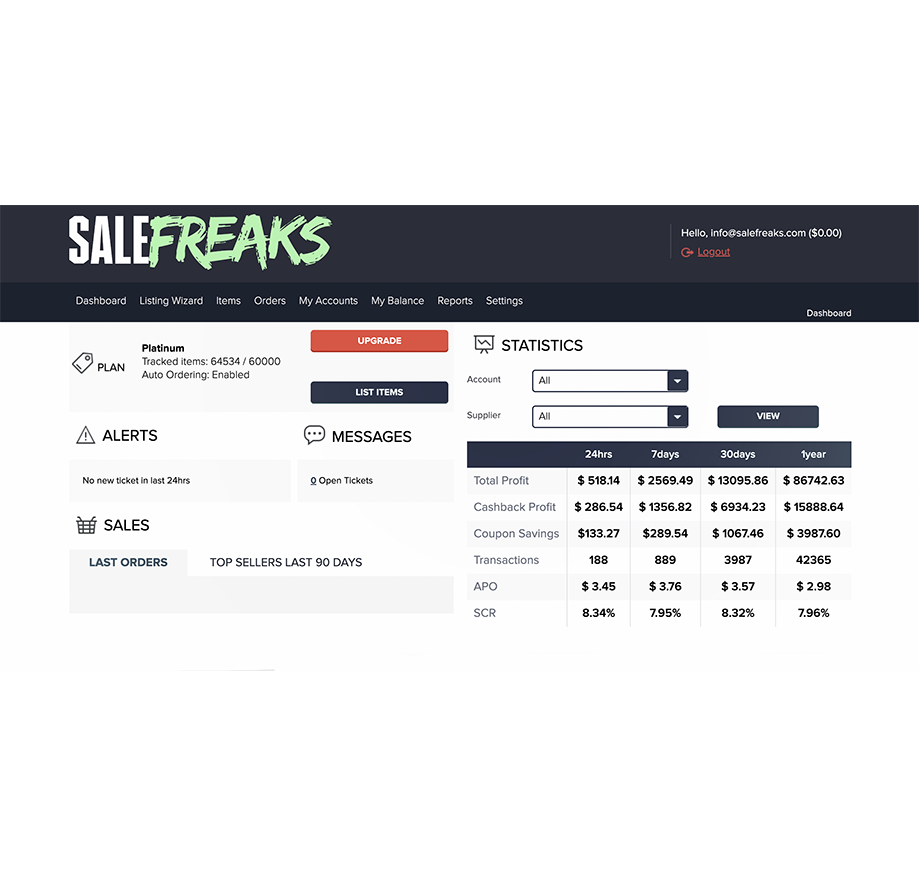 SALEFREAKS
Hello, info@salefreaks.com ($0.00)
Logout
Dashboard Listing Wizard Items Orders My Accounts My Balance Reports Settings
Dashboard
PLAN
Platinum
Tracked items: 64534 / 60000
Auto Ordering: Enabled
UPGRADE
LIST ITEMS
ALERTS
No new ticket in last 24hrs
MESSAGES
0 Open Tickets
SALES
LAST ORDERS TOP SELLERS LAST 90 DAYS
STATISTICS
Account All
Supplier All VIEW
24hrs 7days 30days 1year
Total Profit $ 518.14 $ 2569.49 $ 13095.86 $ 86742.63
Cashback Profit $ 286.54 $ 1356.82 $ 6934.23 $ 15888.64
Coupon Savings $133.27 $289.54 $ 1067.46 $ 3987.60
Transactions 188 889 3987 42365
APO $ 3.45 $ 3.76 $ 3.57 $ 2.98
SCR 8.34% 7.95% 8.32% 7.96%